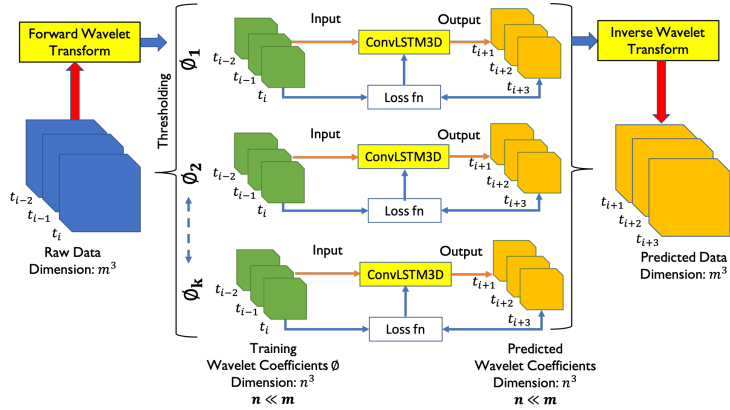 Forward Wavelet
Transform
Thresholding
Input
Output
Inverse Wavelet
Transform
∅₁
ConvLSTM3D
t_{i-2}
t_{i-1}
t_i
Loss fn
t_{i+1}
t_{i+2}
t_{i+3}
∅₂
Input
Output
ConvLSTM3D
t_{i-2}
t_{i-1}
t_i
Loss fn
t_{i+1}
t_{i+2}
t_{i+3}
∅ₖ
Input
Output
ConvLSTM3D
t_{i-2}
t_{i-1}
t_i
Loss fn
t_{i+1}
t_{i+2}
t_{i+3}
t_{i-2}
t_{i-1}
t_i
Raw Data
Dimension: m³
t_{i+1}
t_{i+2}
t_{i+3}
Predicted Data
Dimension: m³
Training
Wavelet Coefficients ∅
Dimension: n³
n ≪ m
Predicted
Wavelet Coefficients
Dimension: n³
n ≪ m